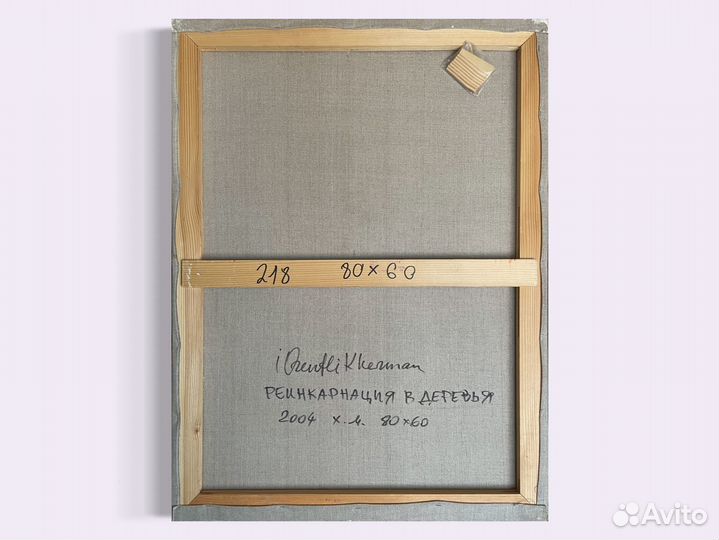 218 80×60
РЕИНКАРНАЦИЯ В ДЕРЕВЬЯ
2004 х.м. 80×60
Avito